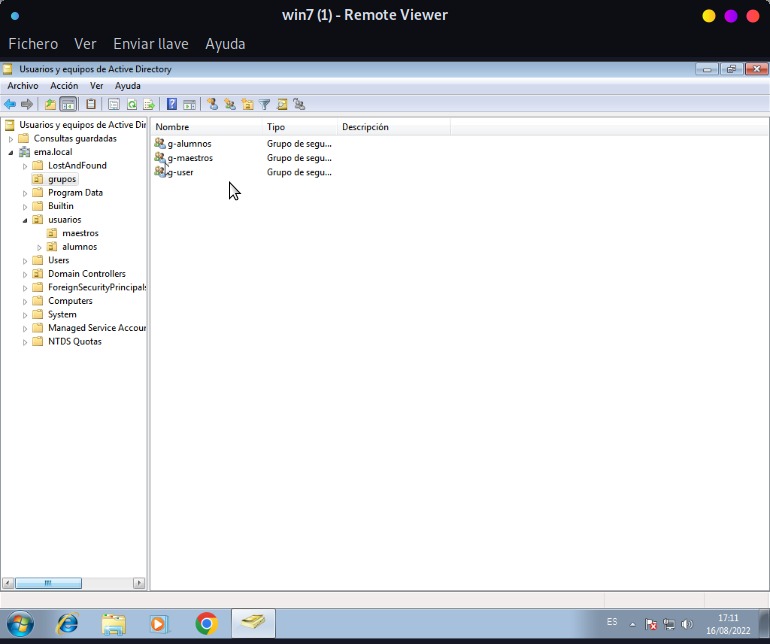 win7 (1) - Remote Viewer
Fichero Ver Enviar llave Ayuda
Usuarios y equipos de Active Directory
Archivo Acción Ver Ayuda
Usuarios y equipos de Active Dir
Consultas guardadas
ema.local
LostAndFound
grupos
Program Data
Builtin
usuarios
maestros
alumnos
Users
Domain Controllers
ForeignSecurityPrincipals
Computers
System
Managed Service Accour
NTDS Quotas
Nombre Tipo Descripción
g-alumnos Grupo de segu...
g-maestros Grupo de segu...
g-user Grupo de segu...
ES
17:11
16/08/2022